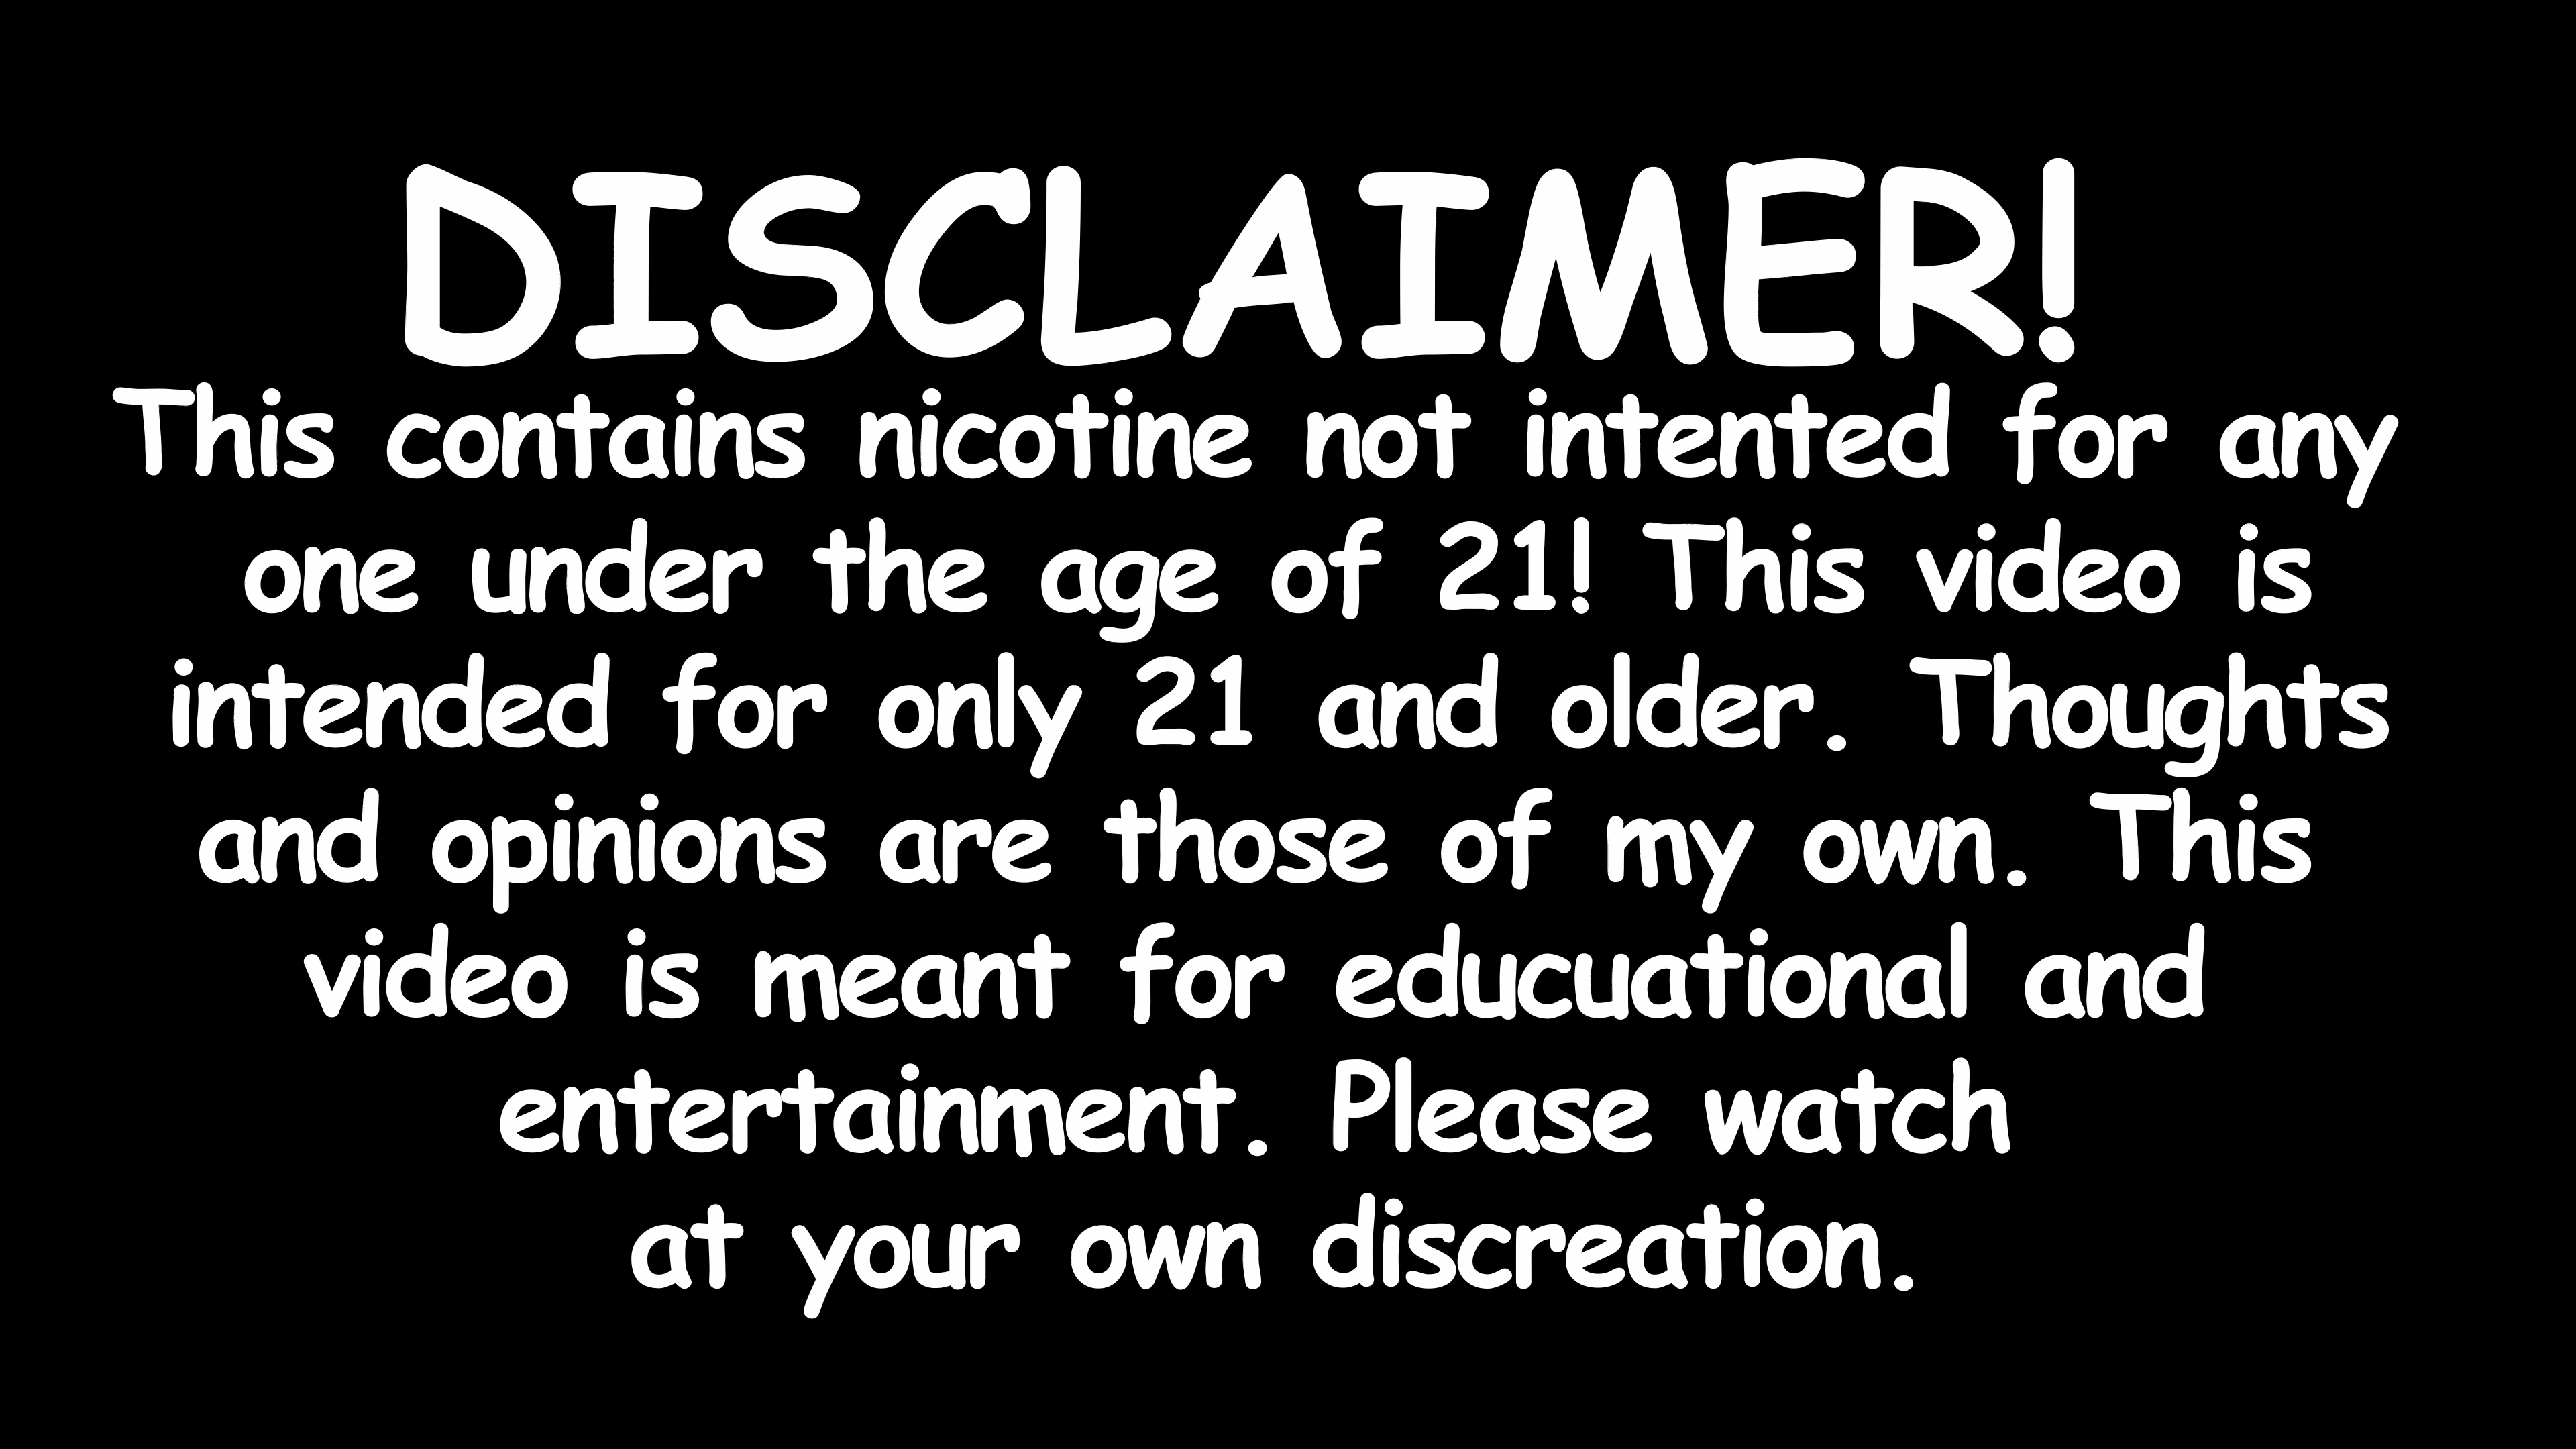 DISCLAIMER!
This contains nicotine not intented for any
one under the age of 21! This video is
intended for only 21 and older. Thoughts
and opinions are those of my own. This
video is meant for educuational and
entertainment. Please watch
at your own discreation.